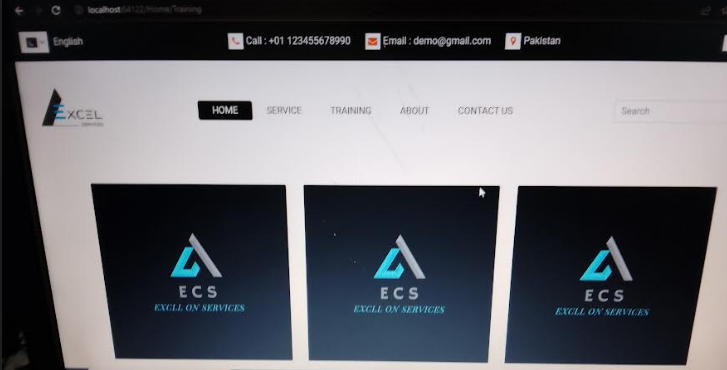 localhost:64122/Home/Training
English
Call : +01 123455678990
Email : demo@gmail.com
Pakistan
EXCEL
SERVICES
HOME
SERVICE
TRAINING
ABOUT
CONTACT US
Search
ECS
EXCLL ON SERVICES
ECS
EXCLL ON SERVICES
ECS
EXCLL ON SERVICES